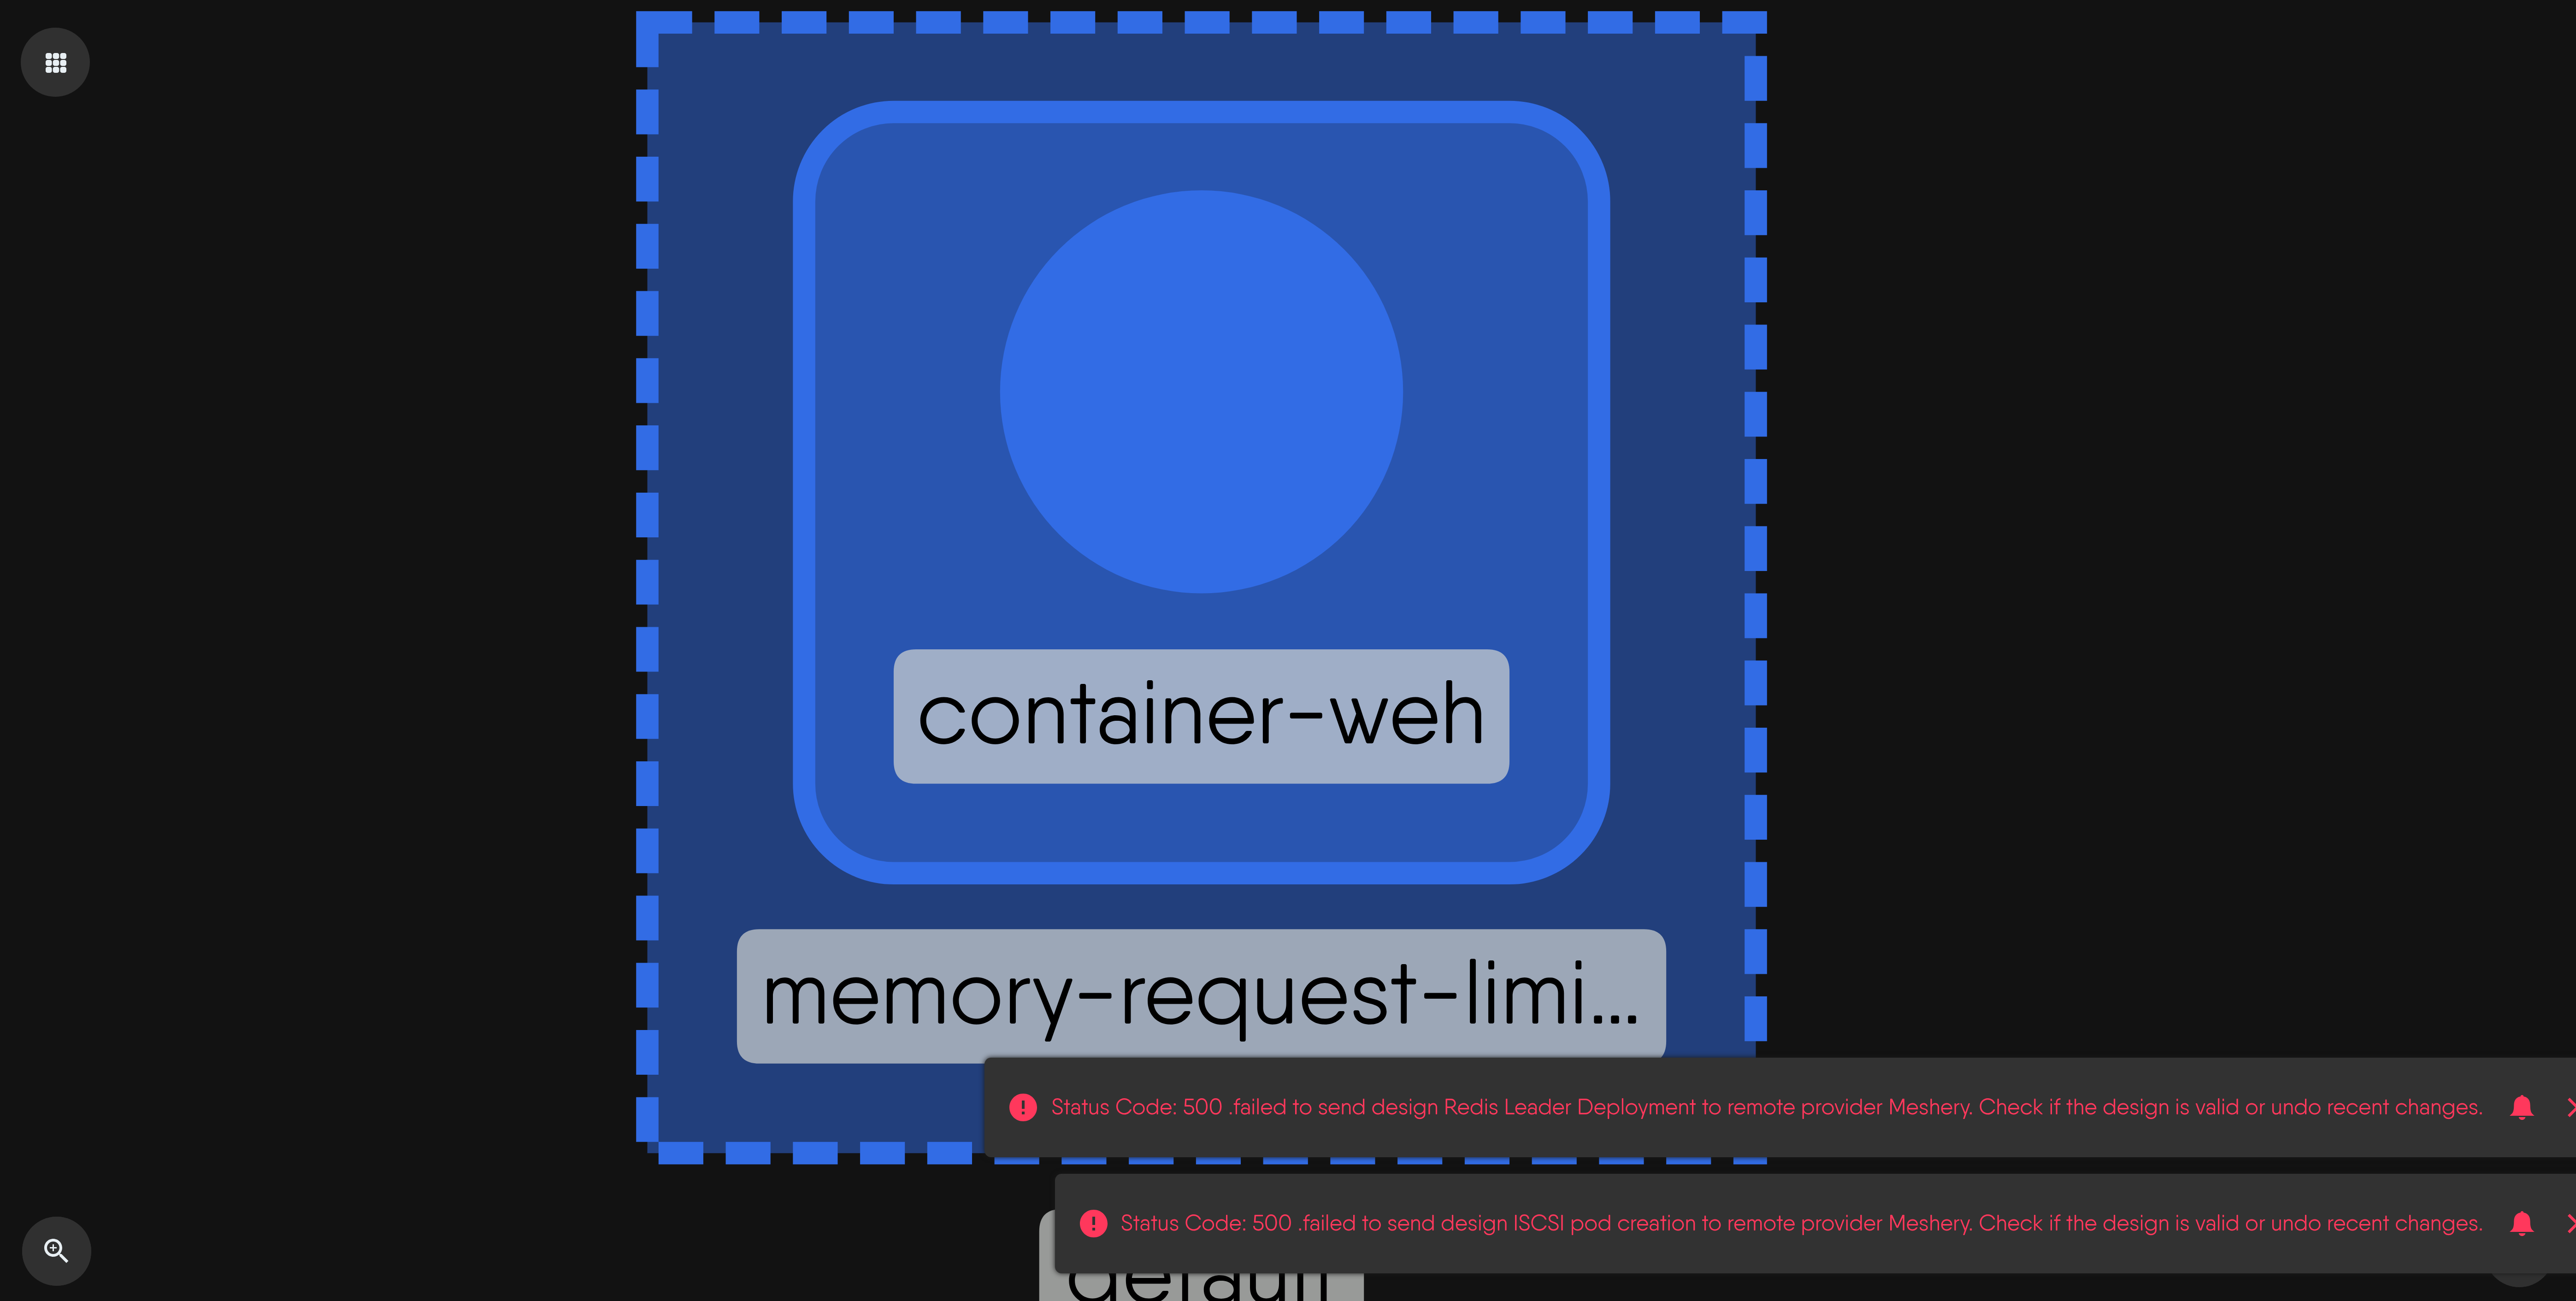 container-weh
memory-request-limi...
Status Code: 500 .failed to send design Redis Leader Deployment to remote provider Meshery. Check if the design is valid or undo recent changes.
Status Code: 500 .failed to send design ISCSI pod creation to remote provider Meshery. Check if the design is valid or undo recent changes.
default